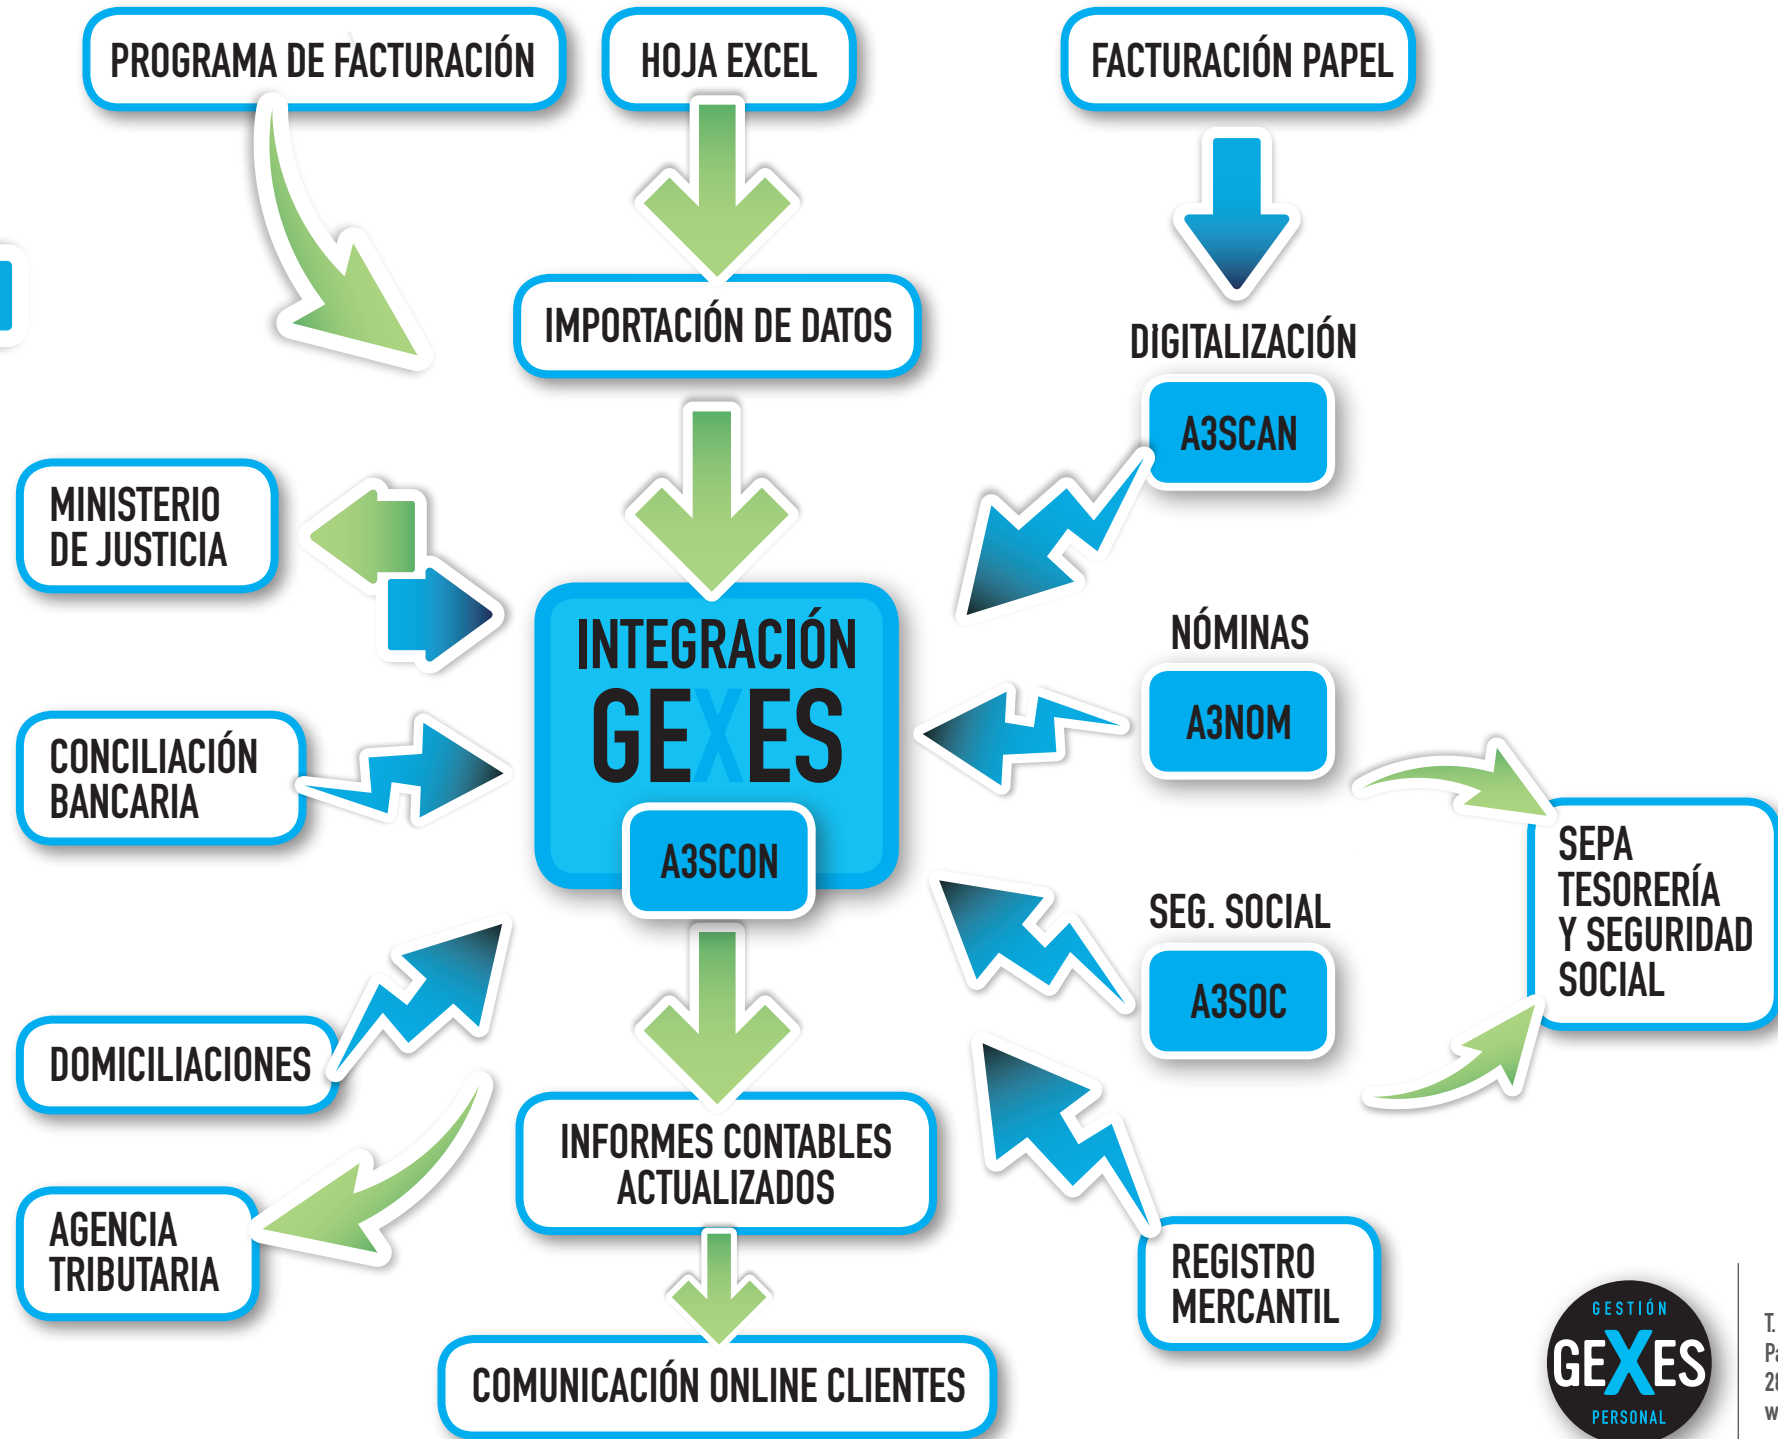 PROGRAMA DE FACTURACIÓN
HOJA EXCEL
FACTURACIÓN PAPEL
IMPORTACIÓN DE DATOS
DIGITALIZACIÓN
A3SCAN
MINISTERIO
DE JUSTICIA
INTEGRACIÓN
GEXES
A3SCON
NÓMINAS
A3NOM
CONCILIACIÓN
BANCARIA
SEPA
TESORERÍA
Y SEGURIDAD
SOCIAL
SEG. SOCIAL
A3SOC
DOMICILIACIONES
INFORMES CONTABLES
ACTUALIZADOS
AGENCIA
TRIBUTARIA
REGISTRO
MERCANTIL
COMUNICACIÓN ONLINE CLIENTES
GESTIÓN
GEXES
PERSONAL
T.